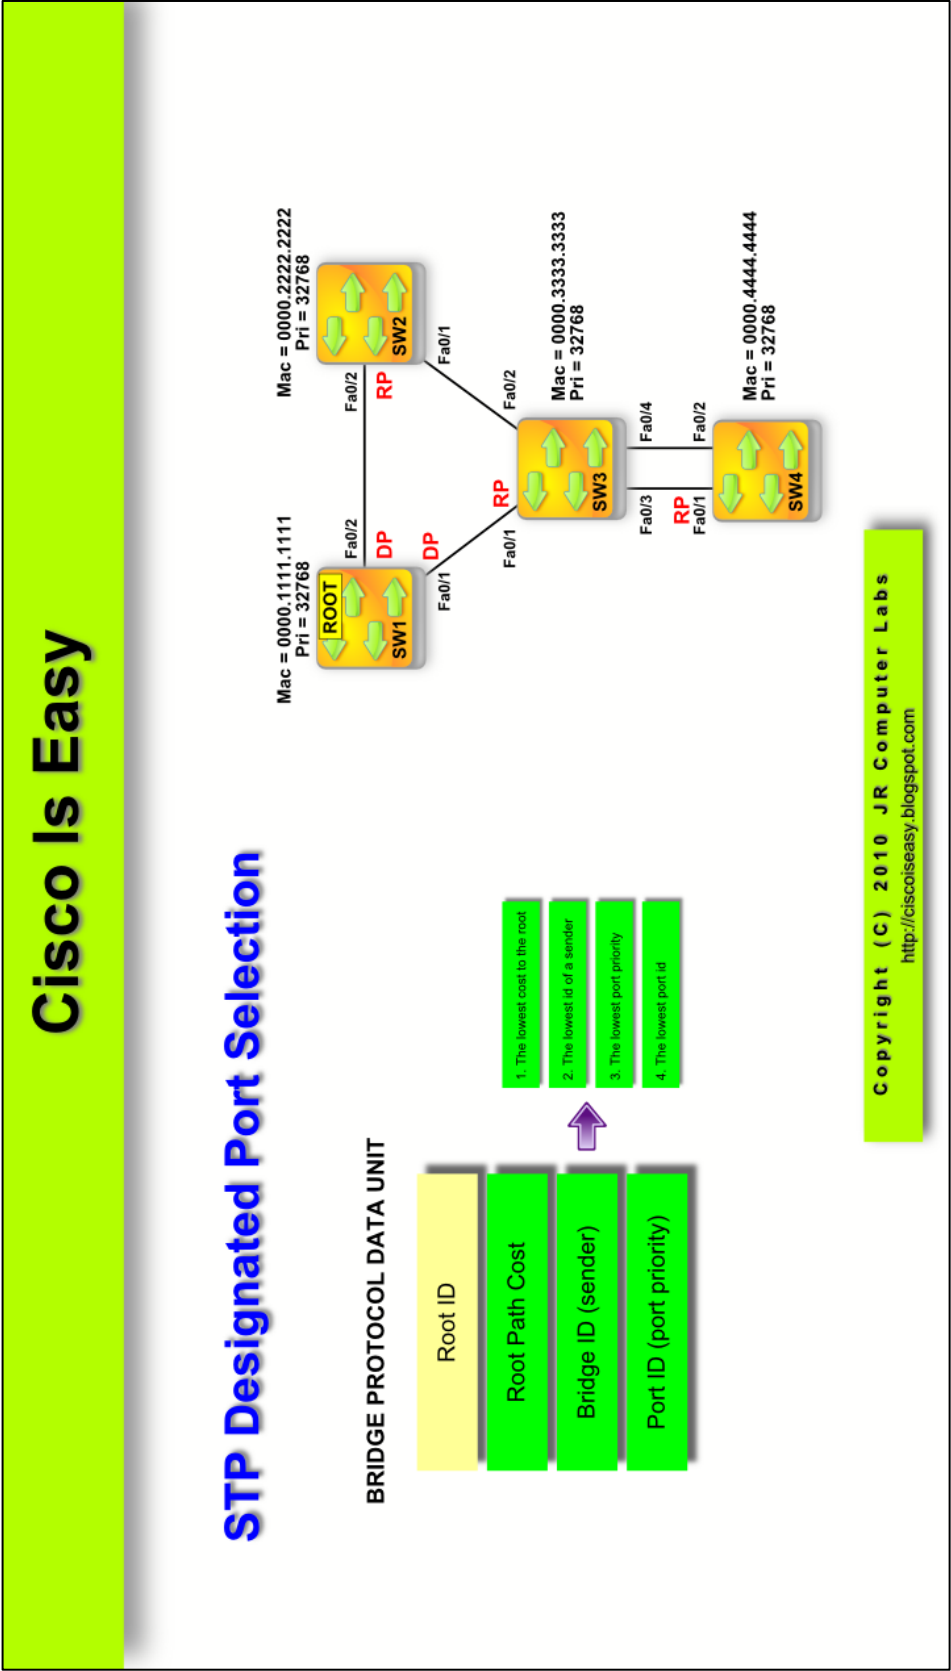 Cisco Is Easy
STP Designated Port Selection
BRIDGE PROTOCOL DATA UNIT
Root ID
Root Path Cost
Bridge ID (sender)
Port ID (port priority)
1. The lowest cost to the root
2. The lowest id of a sender
3. The lowest port priority
4. The lowest port id
Mac = 0000.1111.1111
Pri = 32768
ROOT
SW1
Fa0/2
DP
DP
Fa0/1
Mac = 0000.2222.2222
Pri = 32768
SW2
Fa0/2
RP
Fa0/1
Fa0/1
RP
Fa0/2
SW3
Mac = 0000.3333.3333
Pri = 32768
Fa0/3
Fa0/4
RP
Fa0/1
Fa0/2
SW4
Mac = 0000.4444.4444
Pri = 32768
Copyright (C) 2010 JR Computer Labs
http://ciscoiseasy.blogspot.com